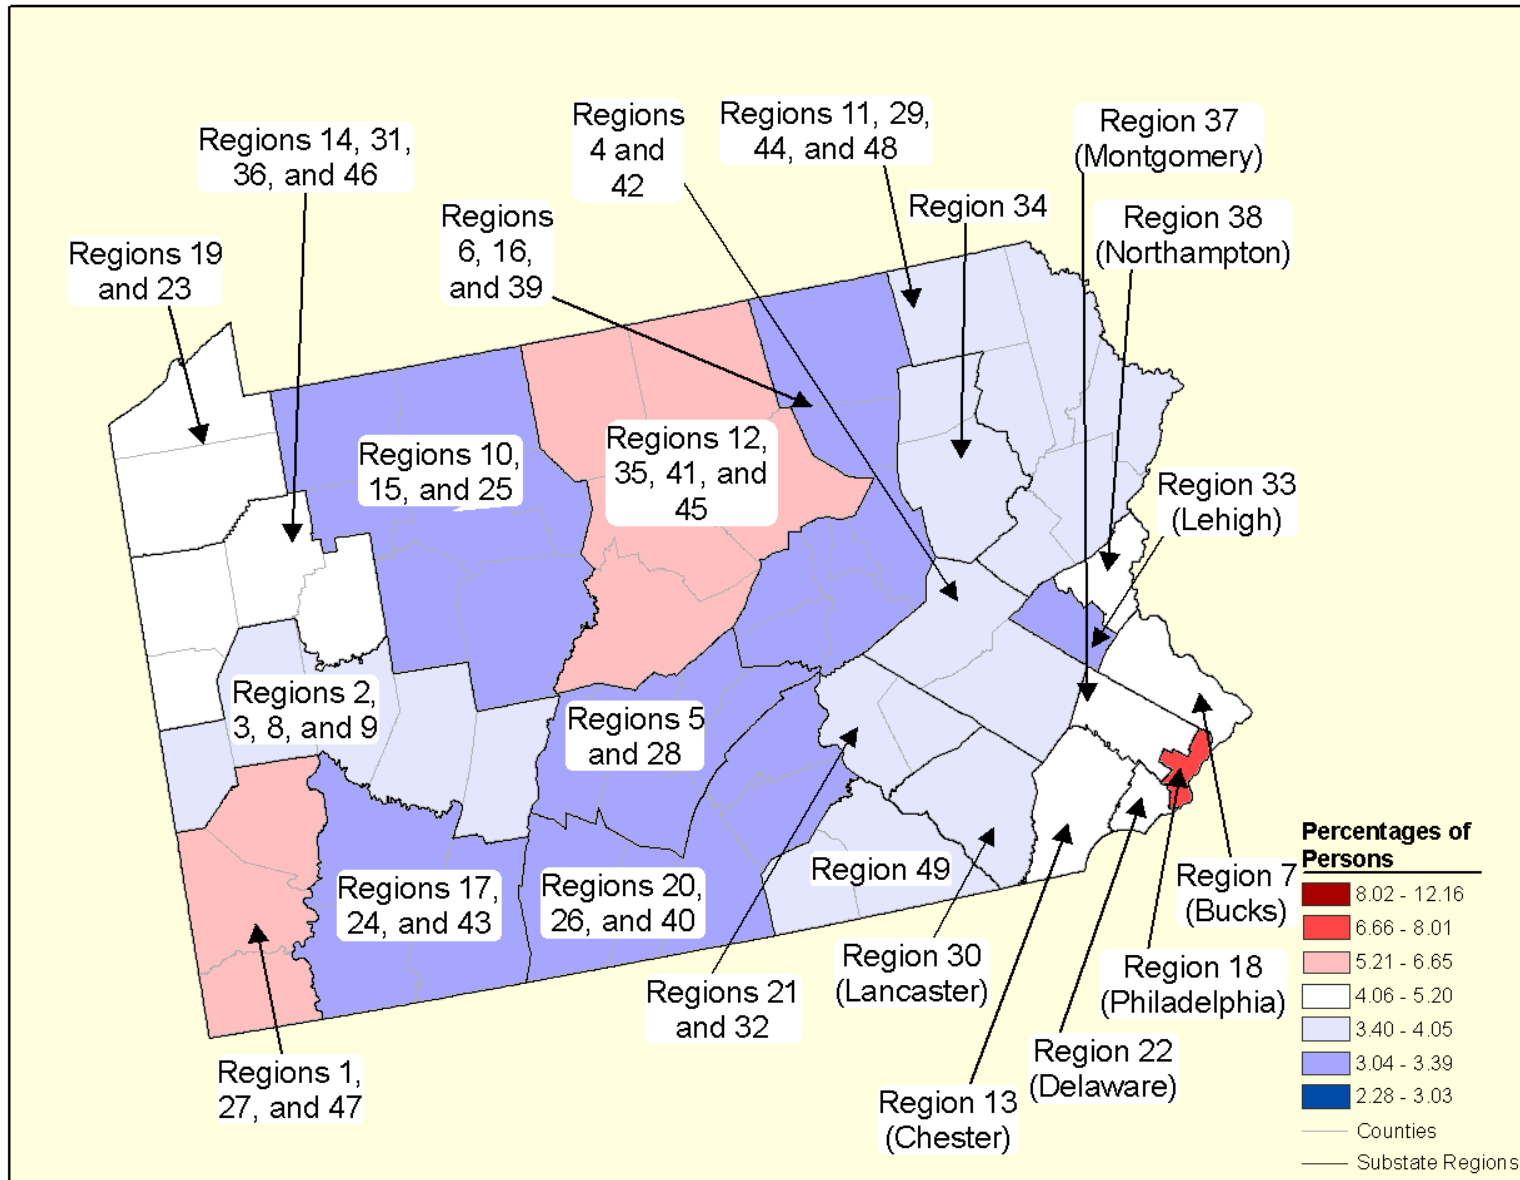 Regions
4 and
42
Regions 11, 29,
44, and 48
Region 37
(Montgomery)
Regions 14, 31,
36, and 46
Region 34
Region 38
(Northampton)
Regions
6, 16,
and 39
Regions 19
and 23
Regions 12,
35, 41, and
45
Regions 10,
15, and 25
Region 33
(Lehigh)
Regions 2,
3, 8, and 9
Regions 5
and 28
Region 49
Regions 17,
24, and 43
Regions 20,
26, and 40
Region 7
(Bucks)
Region 30
(Lancaster)
Region 18
(Philadelphia)
Regions 21
and 32
Region 22
(Delaware)
Regions 1,
27, and 47
Region 13
(Chester)
Percentages of
Persons
8.02 - 12.16
6.66 - 8.01
5.21 - 6.65
4.06 - 5.20
3.40 - 4.05
3.04 - 3.39
2.28 - 3.03
Counties
Substate Regions